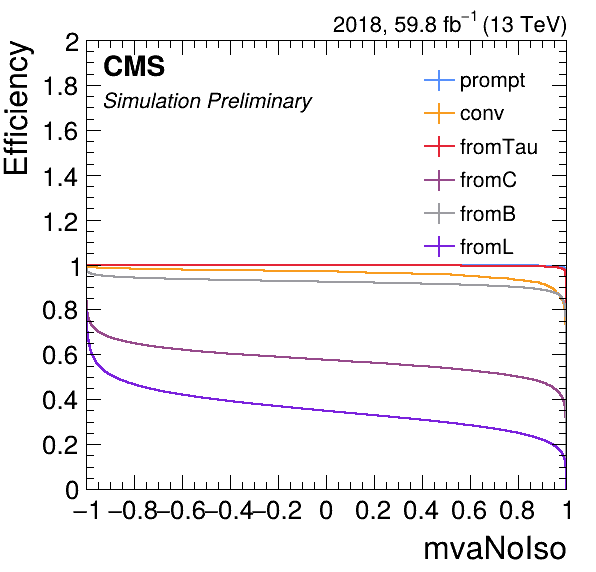 2018, 59.8 fb⁻¹ (13 TeV)
CMS
Simulation Preliminary
prompt
conv
fromTau
fromC
fromB
fromL
Efficiency
2
1.8
1.6
1.4
1.2
1
0.8
0.6
0.4
0.2
0
−1 −0.8 −0.6 −0.4 −0.2 0 0.2 0.4 0.6 0.8 1
mvaNoIso